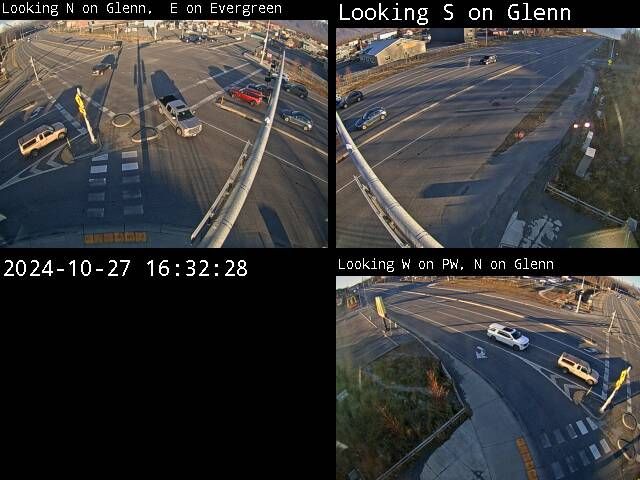 Looking N on Glenn,  E on Evergreen
Looking S on Glenn
2024-10-27 16:32:28
Looking W on PW, N on Glenn